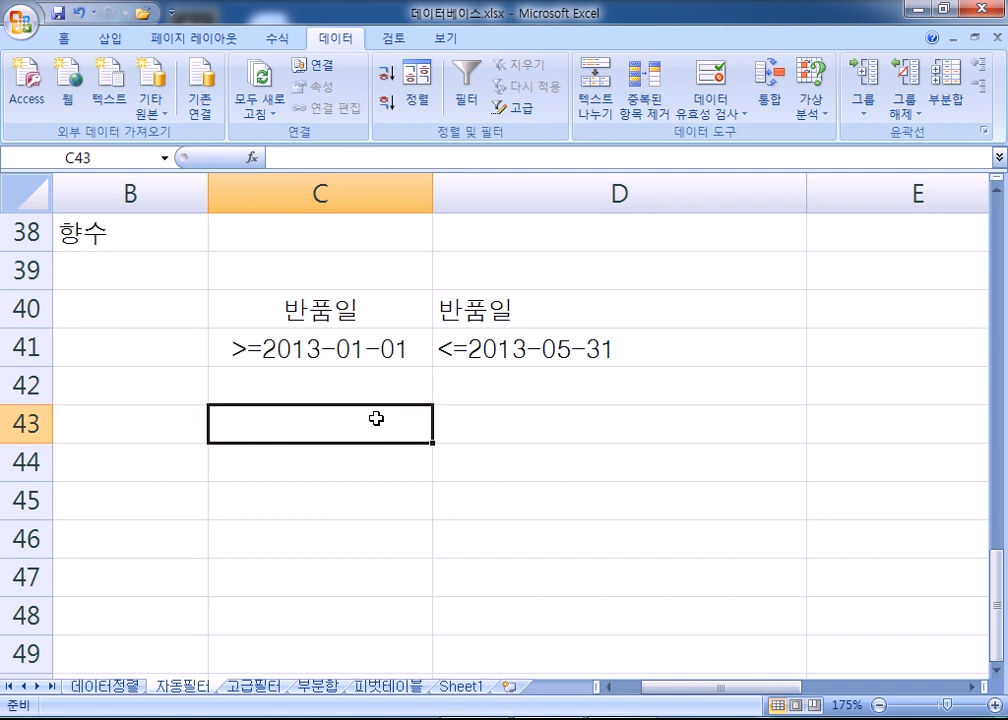 데이터베이스.xlsx - Microsoft Excel
홈 삽입 페이지 레이아웃 수식 데이터 검토 보기
Access 웹 텍스트 기타 원본 기존 연결
외부 데이터 가져오기
모두 새로 고침 연결 속성 연결 편집
연결
정렬 필터 지우기 다시 적용 고급
정렬 및 필터
텍스트 나누기 중복된 항목 제거 데이터 유효성 검사 통합 가상 분석
데이터 도구
그룹 그룹 해제 부분합
윤곽선
C43 fx
B C D E
38 향수
39
40 반품일 반품일
41 >=2013-01-01 <=2013-05-31
42
43
44
45
46
47
48
49
데이터정렬 자동필터 고급필터 부분합 피벗테이블 Sheet1
준비 175%